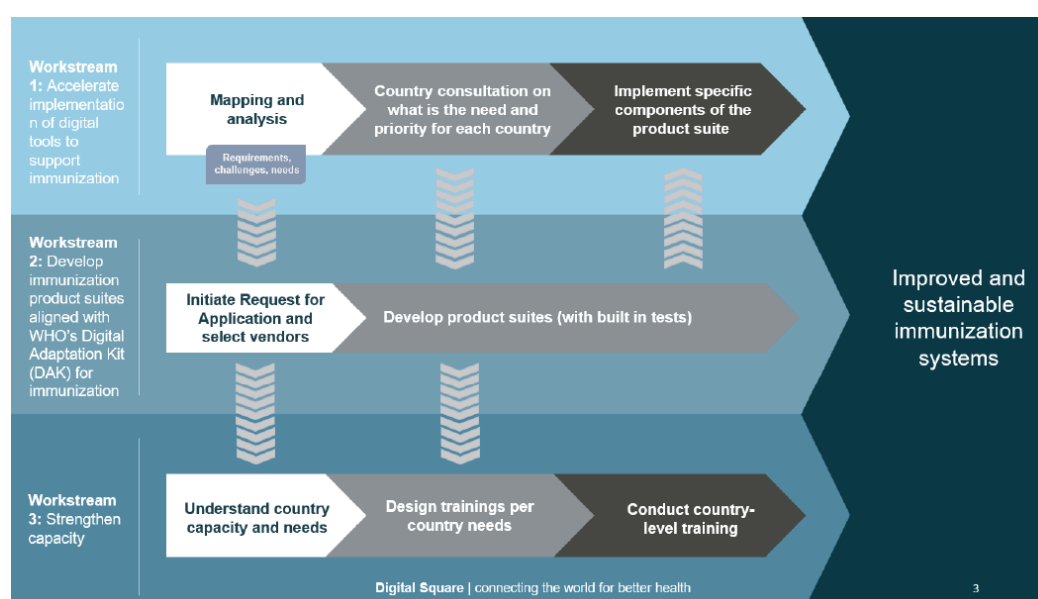 Workstream
1: Accelerate
implementatio
n of digital
tools to
support
immunization
Mapping and
analysis
Requirements,
challenges, needs
Country consultation on
what is the need and
priority for each country
Implement specific
components of the
product suite
Workstream
2: Develop
immunization
product suites
aligned with
WHO's Digital
Adaptation Kit
(DAK) for
immunization
Initiate Request for
Application and
select vendors
Develop product suites (with built in tests)
Workstream
3: Strengthen
capacity
Understand country
capacity and needs
Design trainings per
country needs
Conduct country-
level training
Improved and
sustainable
immunization
systems
Digital Square | connecting the world for better health
3